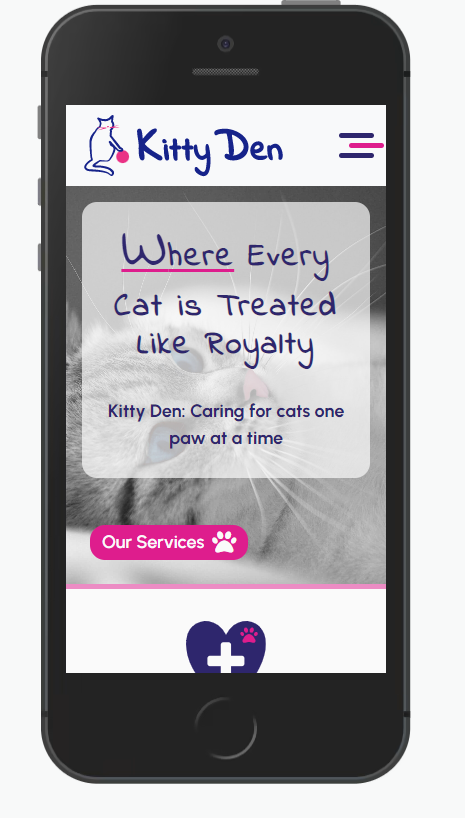 Kitty Den
Where Every
Cat is Treated
Like Royalty
Kitty Den: Caring for cats one
paw at a time
Our Services